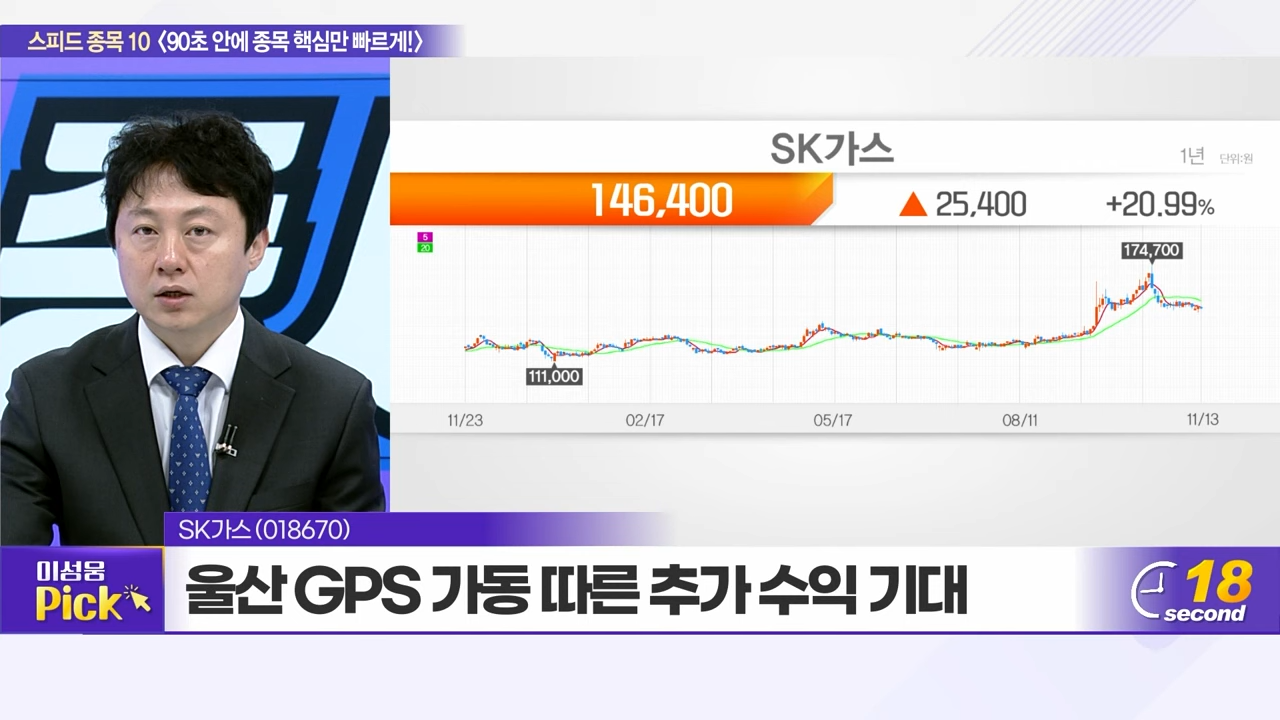 스피드 종목 10 〈90초 안에 종목 핵심만 빠르게!〉
SK가스
1년 단위:원
146,400 ▲ 25,400 +20.99%
5
20
174,700
111,000
11/23 02/17 05/17 08/11 11/13
SK가스(018670)
이성웅
Pick
울산 GPS 가동 따른 추가 수익 기대
18
second